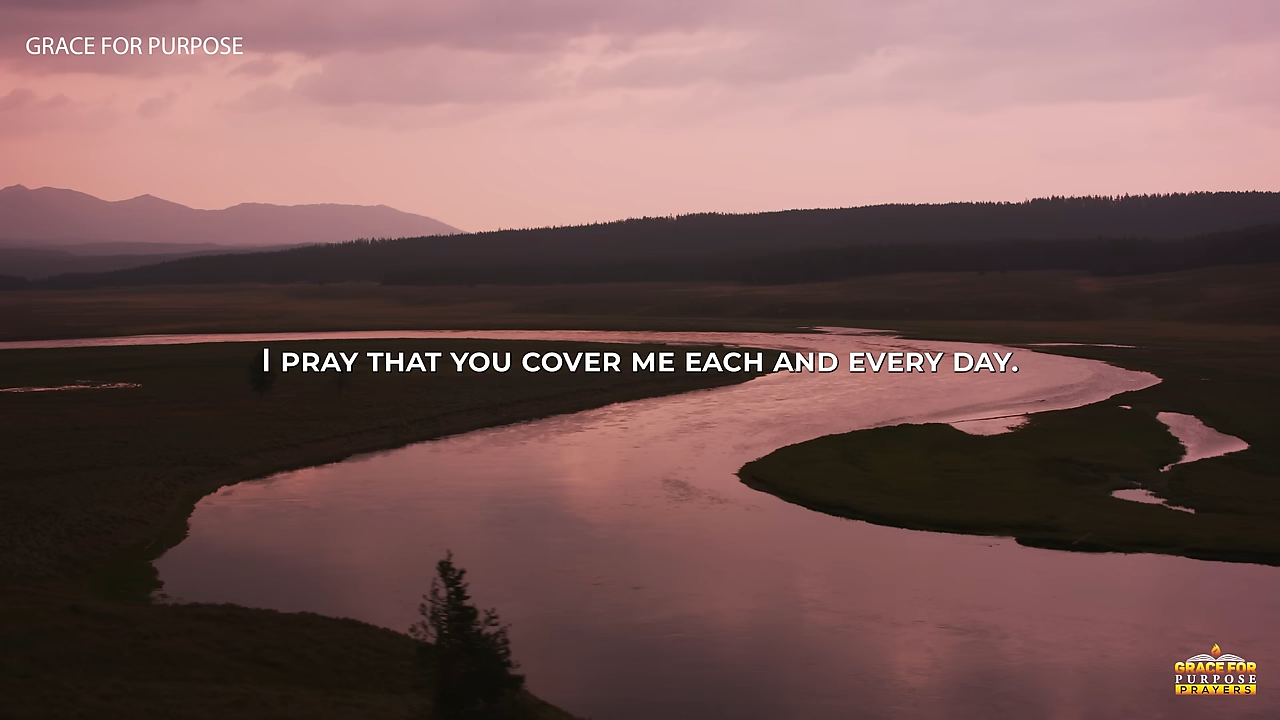 GRACE FOR PURPOSE
I PRAY THAT YOU COVER ME EACH AND EVERY DAY.
GRACE FOR
PURPOSE
PRAYERS